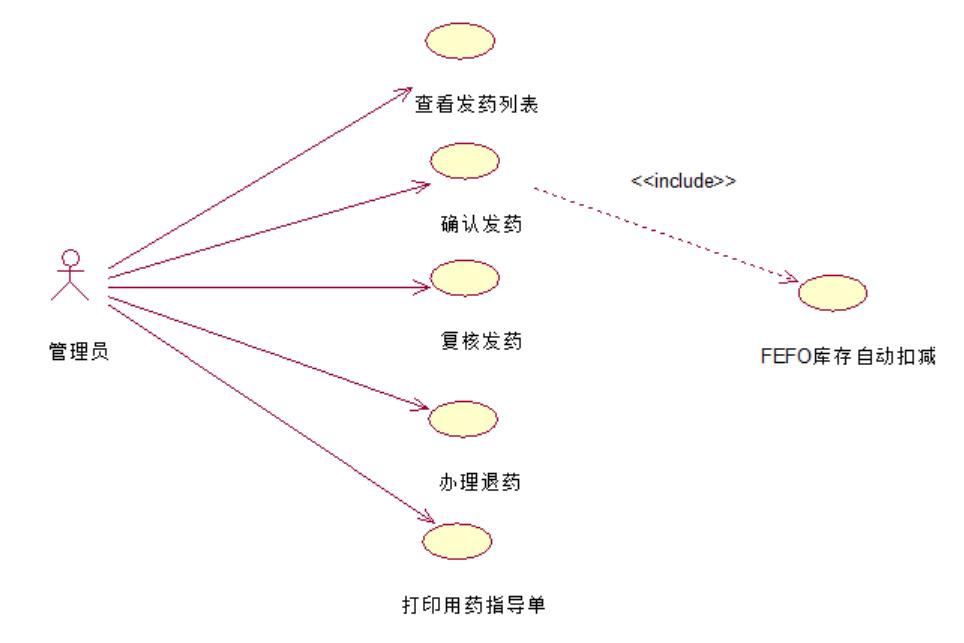 查看发药列表
<<include>>
确认发药
复核发药
管理员
FEFO库存自动扣减
办理退药
打印用药指导单